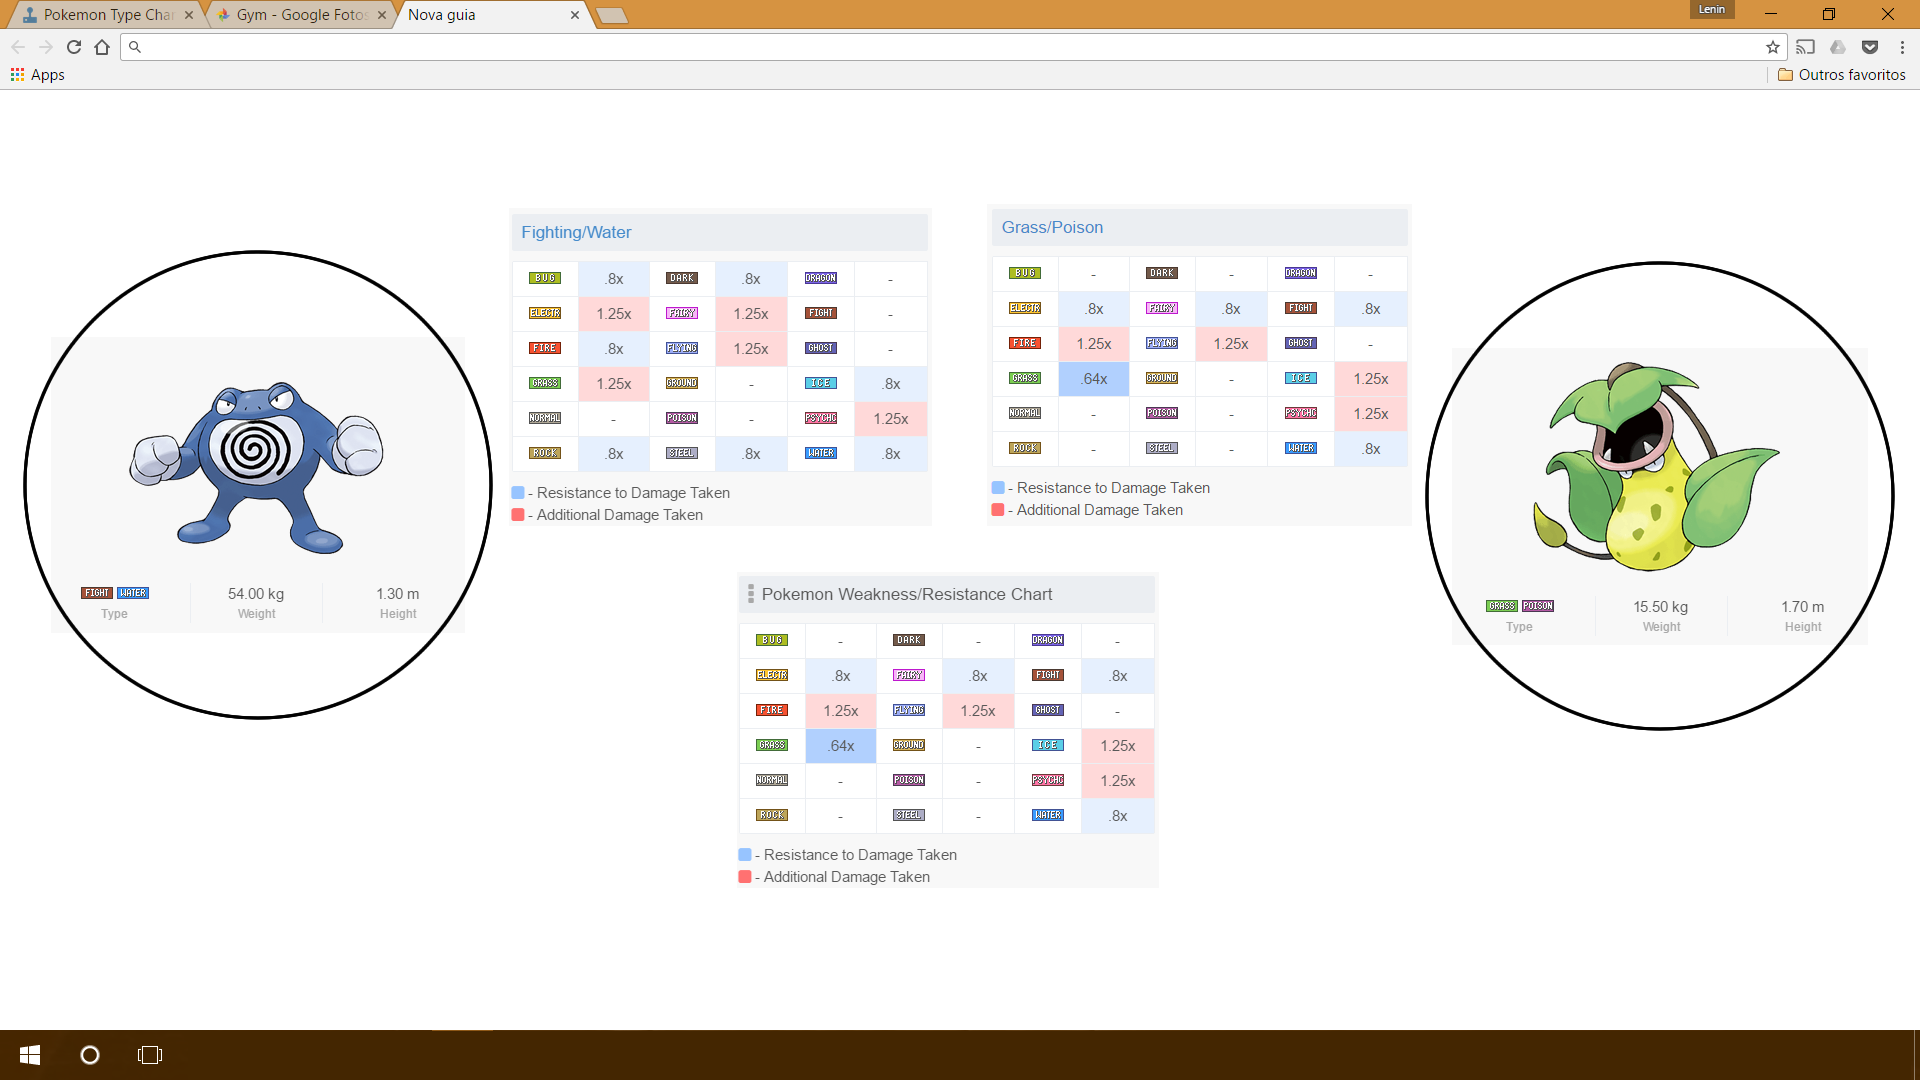 Pokemon Type Cha
Gym - Google Fotos
Nova guia
Lenin
Apps
Outros favoritos
Fighting/Water
BUG .8x DARK .8x DRAGON -
ELECTR 1.25x FAIRY 1.25x FIGHT -
FIRE .8x FLYING 1.25x GHOST -
GRASS 1.25x GROUND - ICE .8x
NORMAL - POISON - PSYCHC 1.25x
ROCK .8x STEEL .8x WATER .8x
- Resistance to Damage Taken
- Additional Damage Taken
Grass/Poison
BUG - DARK - DRAGON -
ELECTR .8x FAIRY .8x FIGHT .8x
FIRE 1.25x FLYING 1.25x GHOST -
GRASS .64x GROUND - ICE 1.25x
NORMAL - POISON - PSYCHC 1.25x
ROCK - STEEL - WATER .8x
- Resistance to Damage Taken
- Additional Damage Taken
FIGHT WATER 54.00 kg 1.30 m
Type Weight Height
GRASS POISON 15.50 kg 1.70 m
Type Weight Height
Pokemon Weakness/Resistance Chart
BUG - DARK - DRAGON -
ELECTR .8x FAIRY .8x FIGHT .8x
FIRE 1.25x FLYING 1.25x GHOST -
GRASS .64x GROUND - ICE 1.25x
NORMAL - POISON - PSYCHC 1.25x
ROCK - STEEL - WATER .8x
- Resistance to Damage Taken
- Additional Damage Taken